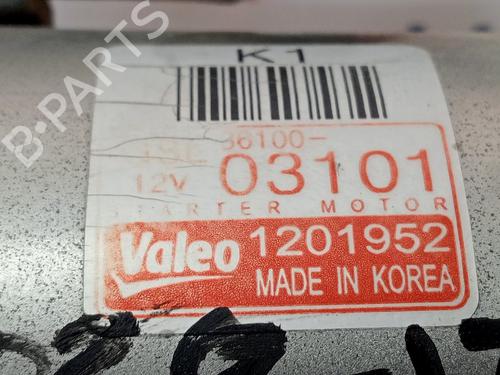 K1
36100-
12V 03101
STARTER MOTOR
Valeo 1201952
MADE IN KOREA
B-PARTS